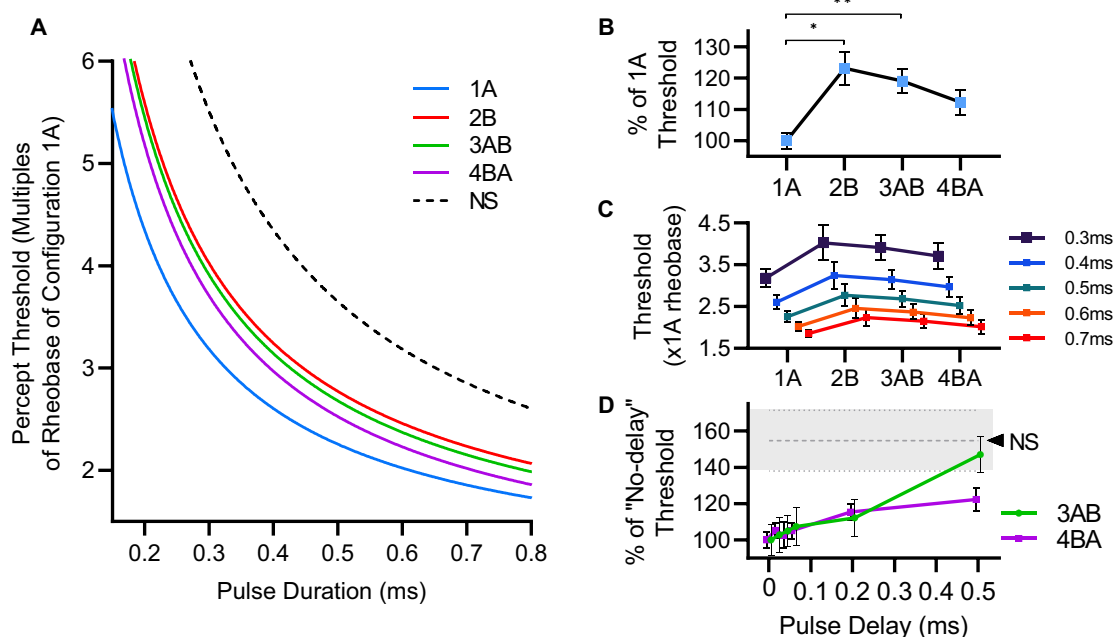 A
6
5
4
3
2
0.2 0.3 0.4 0.5 0.6 0.7 0.8
Percept Threshold (Multiples
of Rheobase of Configuration 1A)
Pulse Duration (ms)
1A
2B
3AB
4BA
NS
B
**
*
130
120
110
100
% of 1A
Threshold
1A 2B 3AB 4BA
C
4.5
3.5
2.5
1.5
Threshold
(x1A rheobase)
1A 2B 3AB 4BA
0.3ms
0.4ms
0.5ms
0.6ms
0.7ms
D
160
140
120
100
% of "No-delay"
Threshold
NS
3AB
4BA
0 0.1 0.2 0.3 0.4 0.5
Pulse Delay (ms)